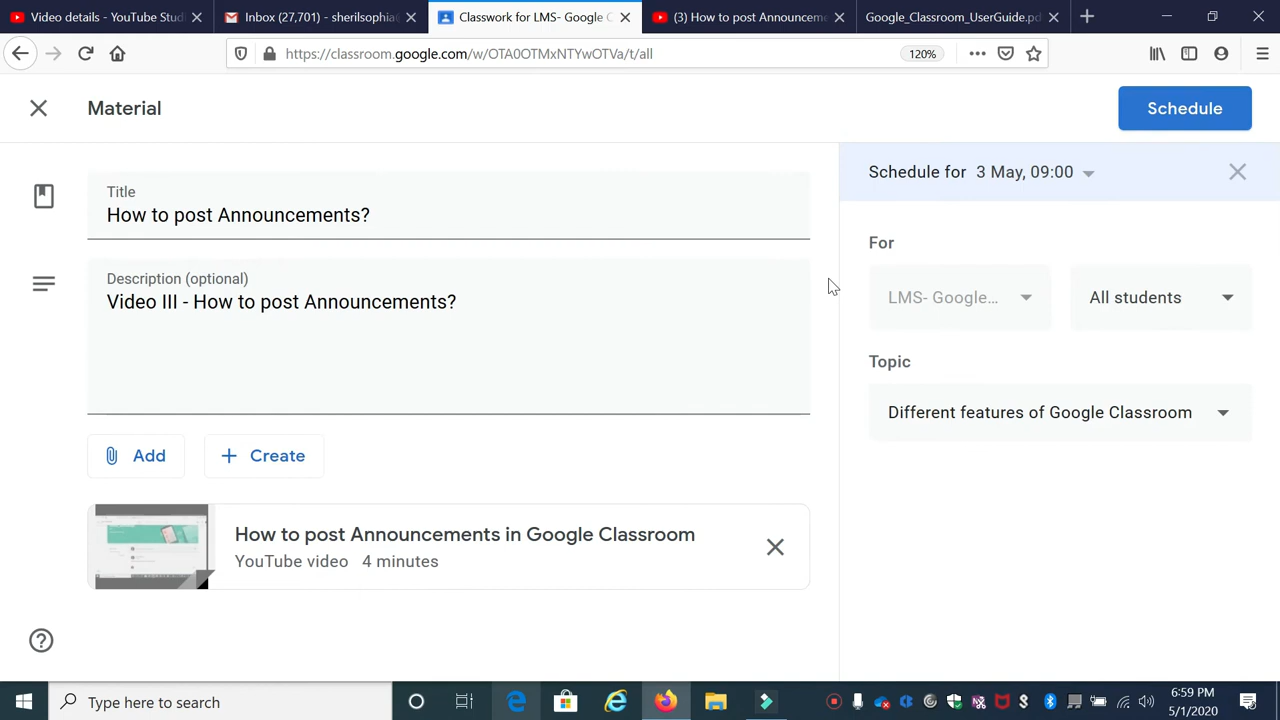 Video details - YouTube Stud
Inbox (27,701) - sherilsophia@
Classwork for LMS- Google C
(3) How to post Announceme
Google_Classroom_UserGuide.pd
https://classroom.google.com/w/OTA0OTMxNTYwOTVa/t/all
120%
Material
Schedule
Title
How to post Announcements?
Schedule for 3 May, 09:00
For
Description (optional)
Video III - How to post Announcements?
LMS- Google...
All students
Topic
Different features of Google Classroom
Add
Create
How to post Announcements in Google Classroom
YouTube video 4 minutes
Type here to search
6:59 PM
5/1/2020